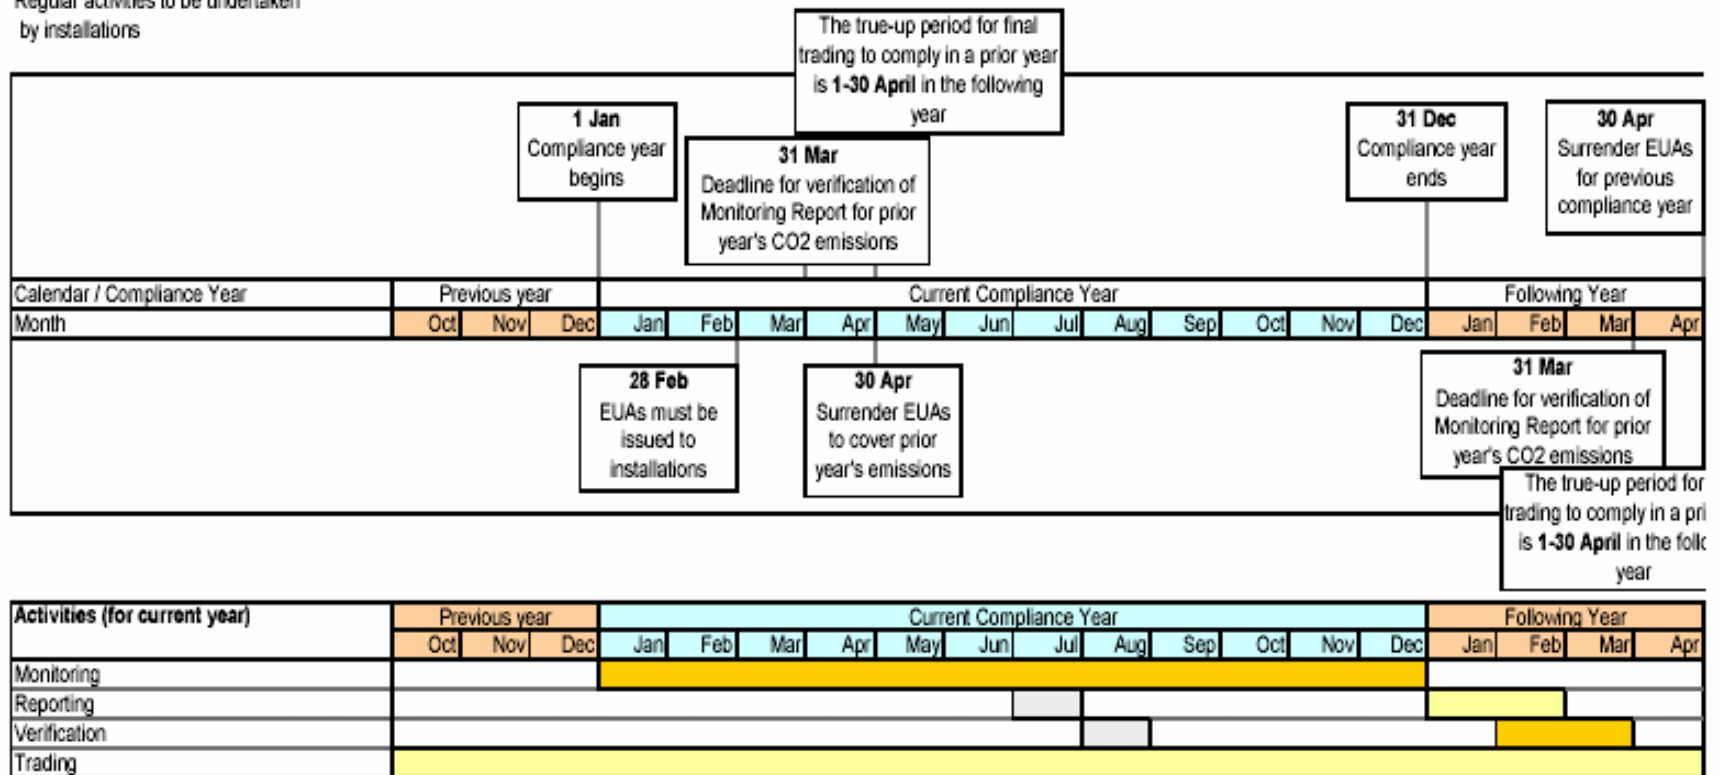 Regular activities to be undertaken
by installations
The true-up period for final
trading to comply in a prior year
is 1-30 April in the following
year
1 Jan
Compliance year
begins
31 Mar
Deadline for verification of
Monitoring Report for prior
year's CO2 emissions
31 Dec
Compliance year
ends
30 Apr
Surrender EUAs
for previous
compliance year
Calendar / Compliance Year Previous year Current Compliance Year Following Year
Month Oct Nov Dec Jan Feb Mar Apr May Jun Jul Aug Sep Oct Nov Dec Jan Feb Mar Apr
28 Feb
EUAs must be
issued to
installations
30 Apr
Surrender EUAs
to cover prior
year's emissions
31 Mar
Deadline for verification of
Monitoring Report for prior
year's CO2 emissions
The true-up period for
trading to comply in a pri
is 1-30 April in the follo
year
Activities (for current year) Previous year Current Compliance Year Following Year
Oct Nov Dec Jan Feb Mar Apr May Jun Jul Aug Sep Oct Nov Dec Jan Feb Mar Apr
Monitoring
Reporting
Verification
Trading